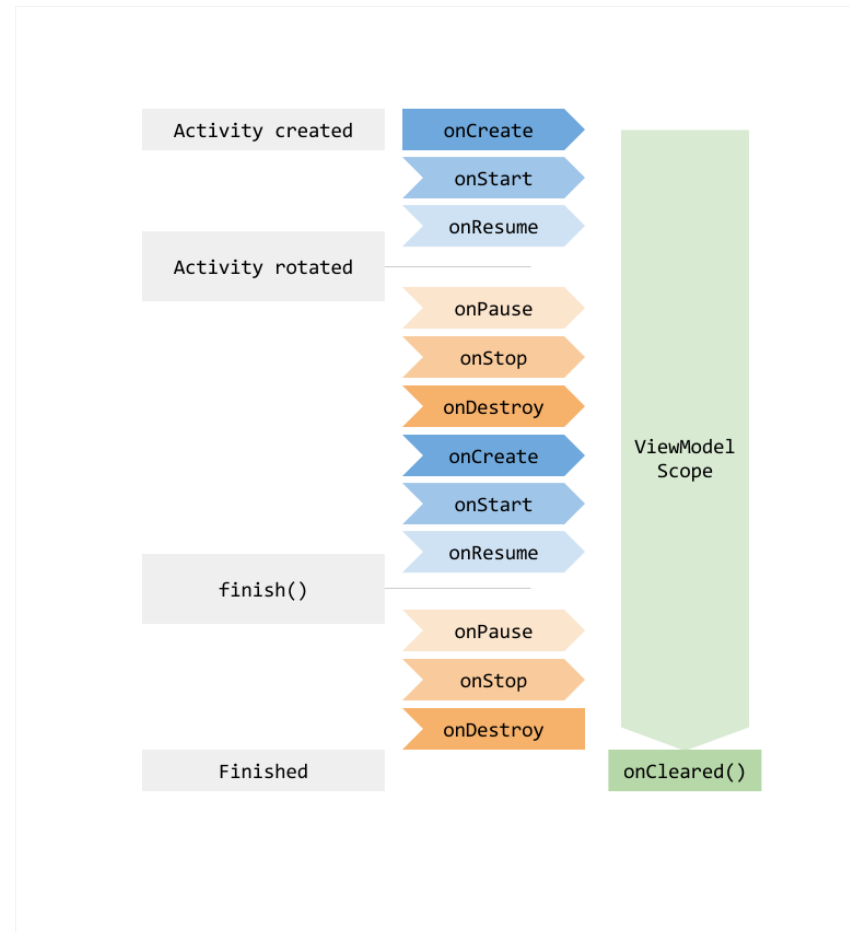 Activity created
onCreate
onStart
onResume
Activity rotated
onPause
onStop
onDestroy
onCreate
ViewModel
Scope
onStart
onResume
finish()
onPause
onStop
onDestroy
Finished
onCleared()